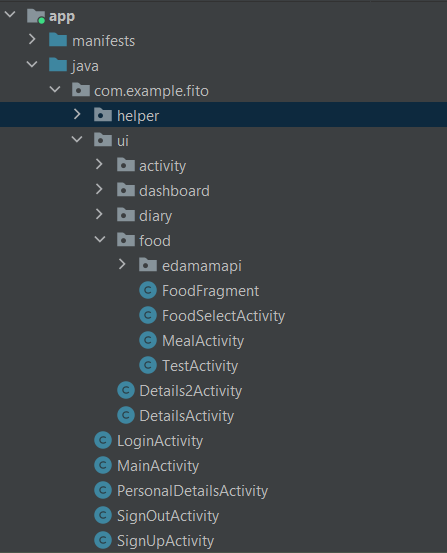 app
manifests
java
com.example.fito
helper
ui
activity
dashboard
diary
food
edamamapi
FoodFragment
FoodSelectActivity
MealActivity
TestActivity
Details2Activity
DetailsActivity
LoginActivity
MainActivity
PersonalDetailsActivity
SignOutActivity
SignUpActivity